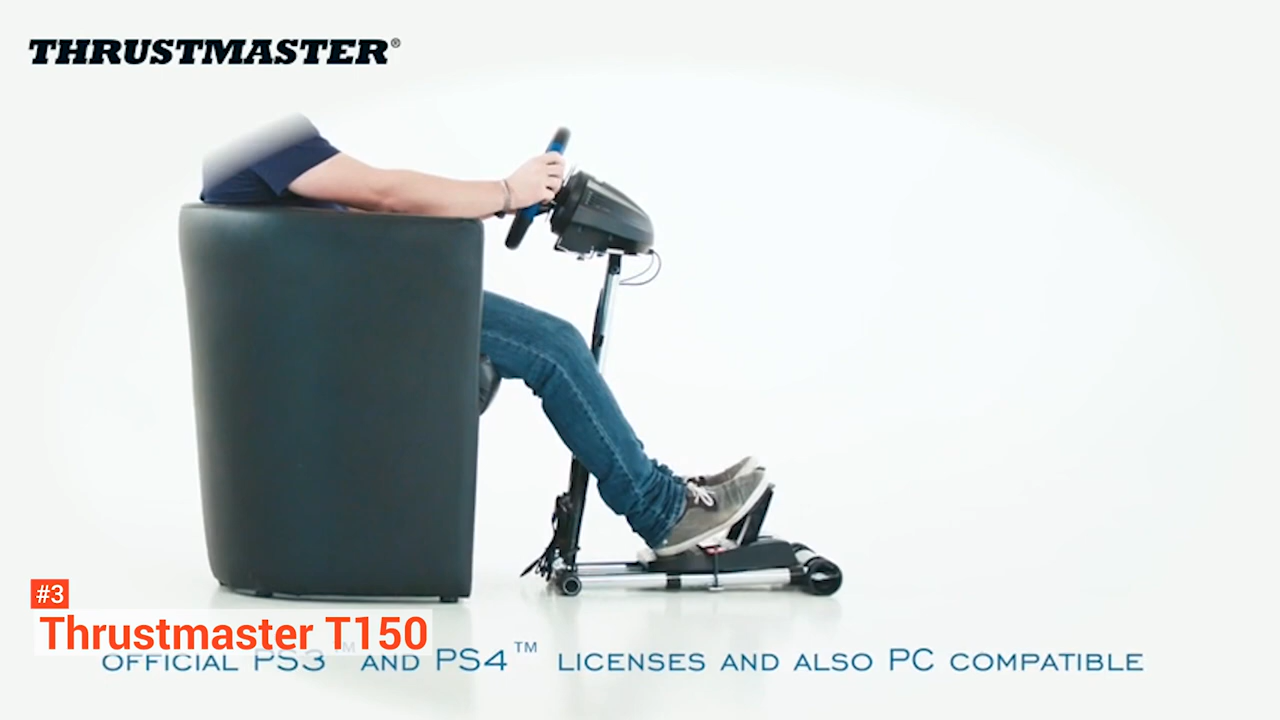 THRUSTMASTER®
#3
Thrustmaster T150
OFFICIAL PS3™ AND PS4™ LICENSES AND ALSO PC COMPATIBLE